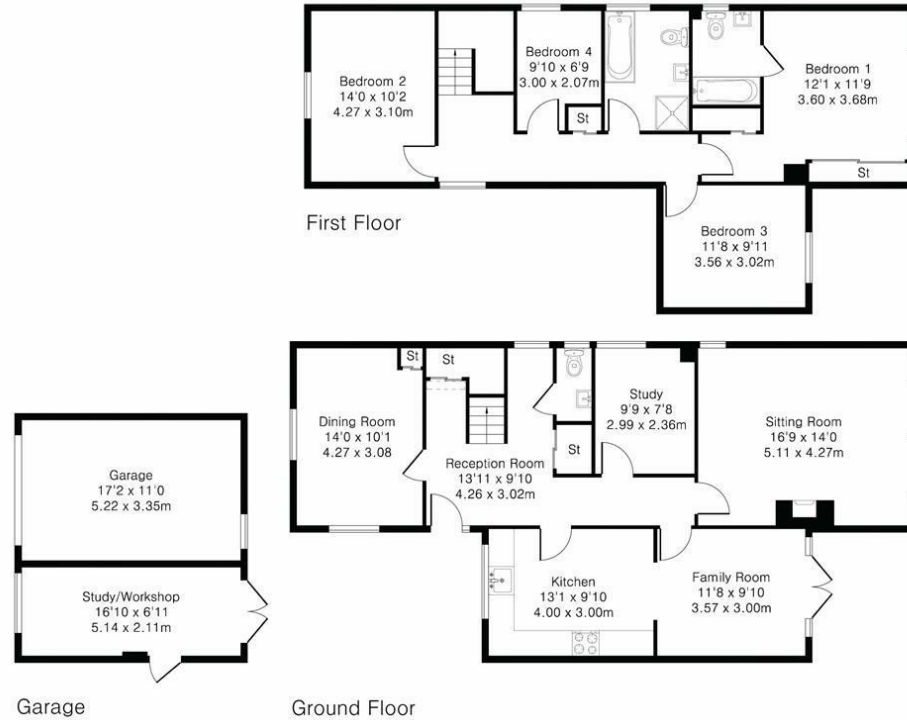 Bedroom 2
14'0 x 10'2
4.27 x 3.10m
Bedroom 4
9'10 x 6'9
3.00 x 2.07m
St
Bedroom 1
12'1 x 11'9
3.60 x 3.68m
St
Bedroom 3
11'8 x 9'11
3.56 x 3.02m
First Floor
Dining Room
14'0 x 10'1
4.27 x 3.08
St
St
Reception Room
13'11 x 9'10
4.26 x 3.02m
St
Study
9'9 x 7'8
2.99 x 2.36m
Sitting Room
16'9 x 14'0
5.11 x 4.27m
Kitchen
13'1 x 9'10
4.00 x 3.00m
Family Room
11'8 x 9'10
3.57 x 3.00m
Garage
17'2 x 11'0
5.22 x 3.35m
Study/Workshop
16'10 x 6'11
5.14 x 2.11m
Garage
Ground Floor